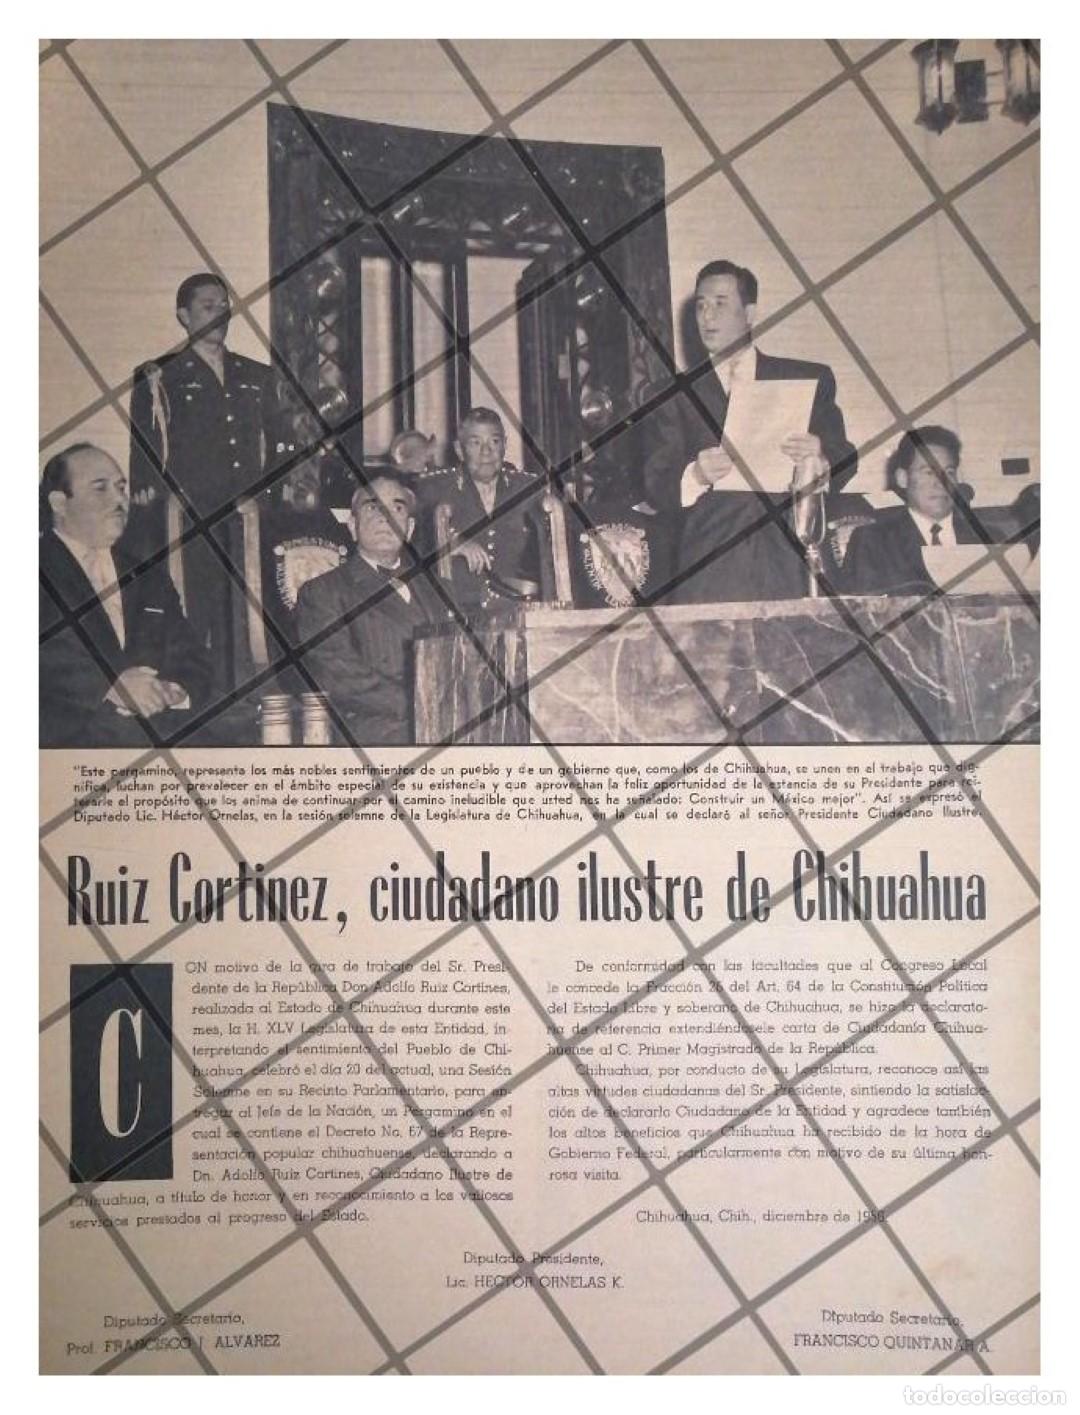 "Este pergamino, representa los más nobles sentimientos de un pueblo y de un gobierno que, como los de Chihuahua, se unen en el trabajo que dig-
nifica, luchan por prevalecer en el ámbito especial de su existencia y que aprovechan la feliz oportunidad de la estancia de su Presidente para rei-
terarle el propósito que los anima de continuar por el camino ineludible que usted nos ha señalado: Construir un México mejor". Así se expresó el
Diputado Lic. Héctor Ornelas, en la sesión solemne de la Legislatura de Chihuahua, en la cual se declaró al señor Presidente Ciudadano Ilustre.
Ruiz Cortinez, ciudadano ilustre de Chihuahua
CON motivo de la gira de trabajo del Sr. Presi-
dente de la República Don Adolfo Ruiz Cortines,
realizada al Estado de Chihuahua durante este
mes, la H. XLV Legislatura de esta Entidad, in-
terpretando el sentimiento del Pueblo de Chi-
huahua, celebró el día 20 del actual, una Sesión
Solemne en su Recinto Parlamentario, para en-
tregar al Jefe de la Nación, un Pergamino en el
cual se contiene el Decreto No. 67 de la Repre-
sentación popular chihuahuense, declarando a
Dn. Adolfo Ruiz Cortines, Ciudadano Ilustre de
Chihuahua, a título de honor y en reconocimiento a los valiosos
servicios prestados al progreso del Estado.
De conformidad con las facultades que al Congreso Local
le concede la Fracción 26 del Art. 64 de la Constitución Política
del Estado Libre y soberano de Chihuahua, se hizo la declarato-
ria de referencia extendiéndosele carta de Ciudadanía Chihua-
huense al C. Primer Magistrado de la República.
Chihuahua, por conducto de su Legislatura, reconoce así las
altas virtudes ciudadanas del Sr. Presidente, sintiendo la satisfac-
ción de declararlo Ciudadano de la Entidad y agradece también
los altos beneficios que Chihuahua ha recibido de la hora de
Gobierno Federal, particularmente con motivo de su última hon-
rosa visita.
Chihuahua, Chih., diciembre de 1956.
Diputado Presidente,
Lic. HECTOR ORNELAS K.
Diputado Secretario,
Prof. FRANCISCO J. ALVAREZ
Diputado Secretario,
FRANCISCO QUINTANAR A.
todocoleccion